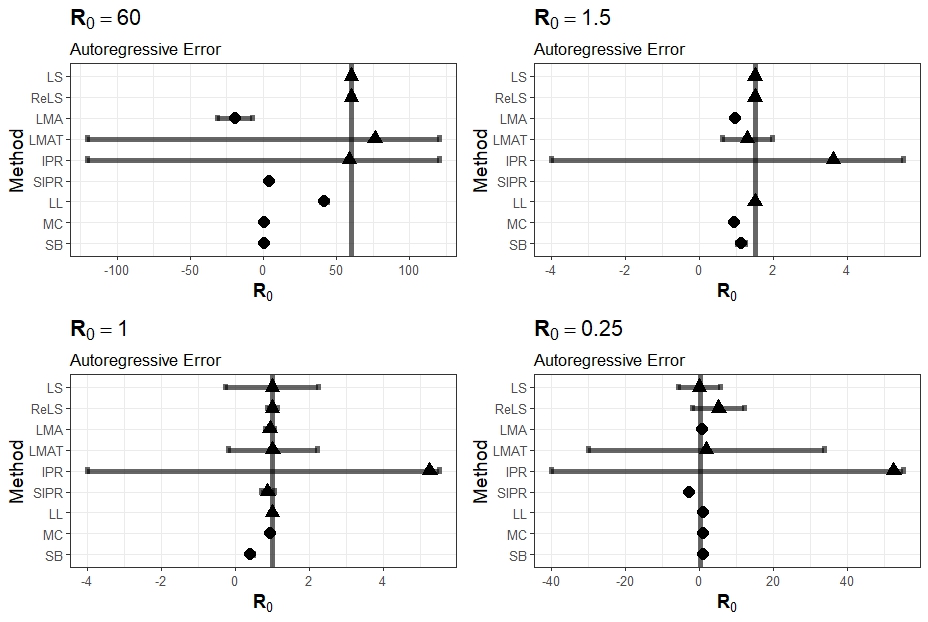 R0 = 60
Autoregressive Error
Method
LS
ReLS
LMA
LMAT
IPR
SIPR
LL
MC
SB
-100 -50 0 50 100
R0
R0 = 1.5
Autoregressive Error
Method
LS
ReLS
LMA
LMAT
IPR
SIPR
LL
MC
SB
-4 -2 0 2 4
R0
R0 = 1
Autoregressive Error
Method
LS
ReLS
LMA
LMAT
IPR
SIPR
LL
MC
SB
-4 -2 0 2 4
R0
R0 = 0.25
Autoregressive Error
Method
LS
ReLS
LMA
LMAT
IPR
SIPR
LL
MC
SB
-40 -20 0 20 40
R0